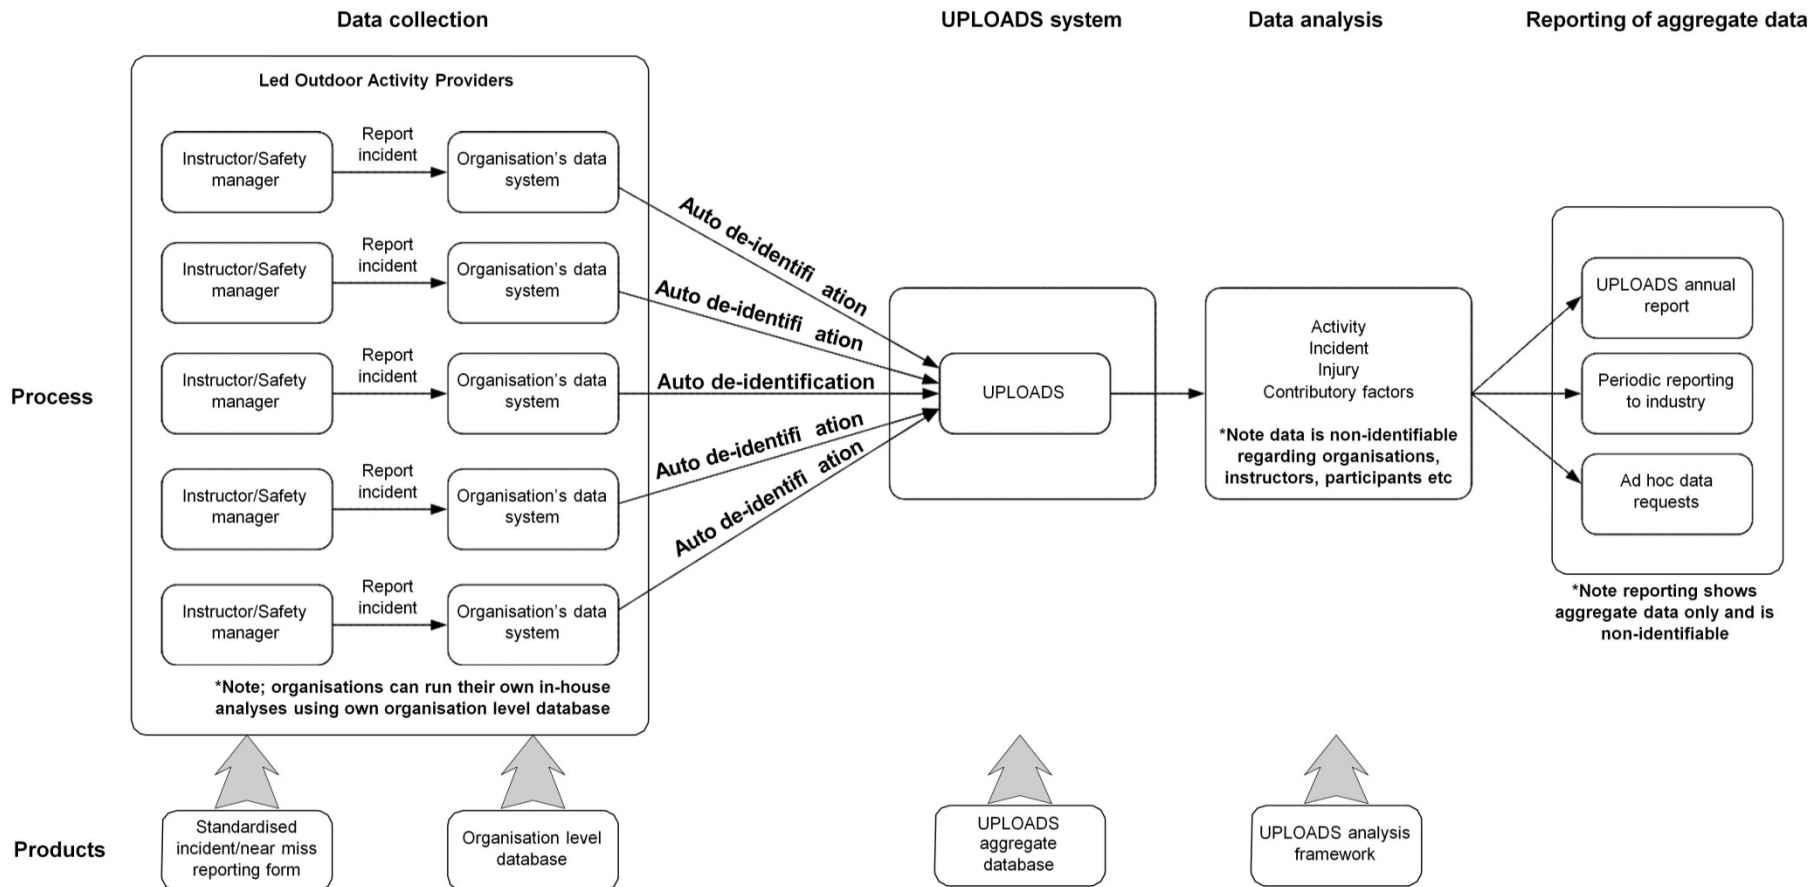 Data collection
UPLOADS system
Data analysis
Reporting of aggregate data
Led Outdoor Activity Providers
Instructor/Safety
manager
Report
incident
Organisation's data
system
Instructor/Safety
manager
Report
incident
Organisation's data
system
Instructor/Safety
manager
Report
incident
Organisation's data
system
Instructor/Safety
manager
Report
incident
Organisation's data
system
Instructor/Safety
manager
Report
incident
Organisation's data
system
*Note; organisations can run their own in-house
analyses using own organisation level database
Auto de-identifi ation
Auto de-identifi ation
Auto de-identification
Auto de-identifi ation
Auto de-identifi ation
Process
UPLOADS
Activity
Incident
Injury
Contributory factors
*Note data is non-identifiable
regarding organisations,
instructors, participants etc
UPLOADS annual
report
Periodic reporting
to industry
Ad hoc data
requests
*Note reporting shows
aggregate data only and is
non-identifiable
Products
Standardised
incident/near miss
reporting form
Organisation level
database
UPLOADS
aggregate
database
UPLOADS analysis
framework